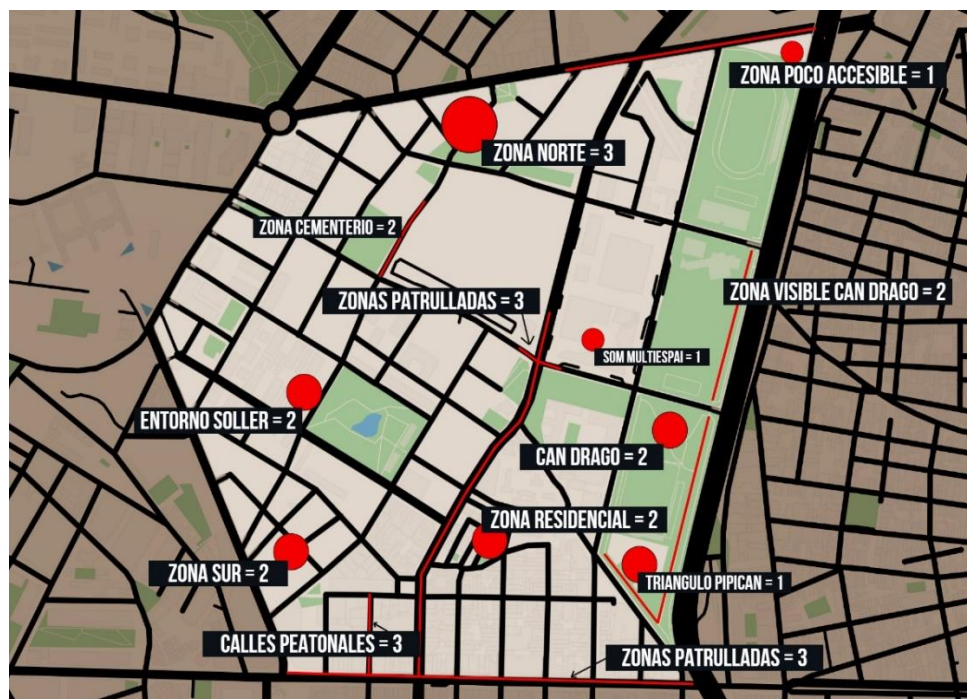 ZONA POCO ACCESIBLE = 1
ZONA NORTE = 3
ZONA CEMENTERIO = 2
ZONAS PATRULLADAS = 3
ZONA VISIBLE CAN DRAGO = 2
SOM MULTIESPAI = 1
ENTORNO SOLLER = 2
CAN DRAGO = 2
ZONA RESIDENCIAL = 2
ZONA SUR = 2
TRIANGULO PIPICAN = 1
CALLES PEATONALES = 3
ZONAS PATRULLADAS = 3